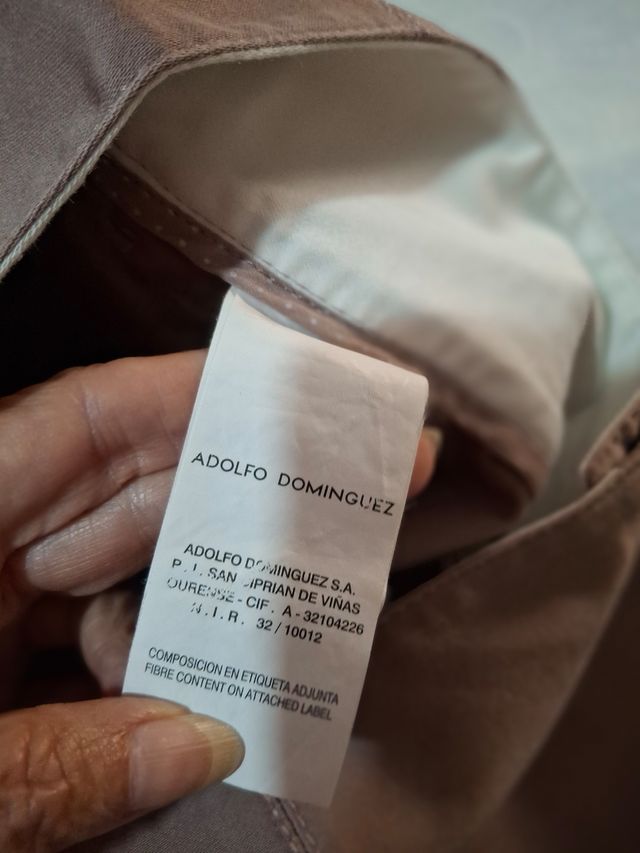 ADOLFO DOMINGUEZ
ADOLFO DOMINGUEZ S.A.
P. I. SAN CIPRIAN DE VIÑAS
OURENSE - CIF. A - 32104226
N.I.R. 32/10012
COMPOSICION EN ETIQUETA ADJUNTA
FIBRE CONTENT ON ATTACHED LABEL